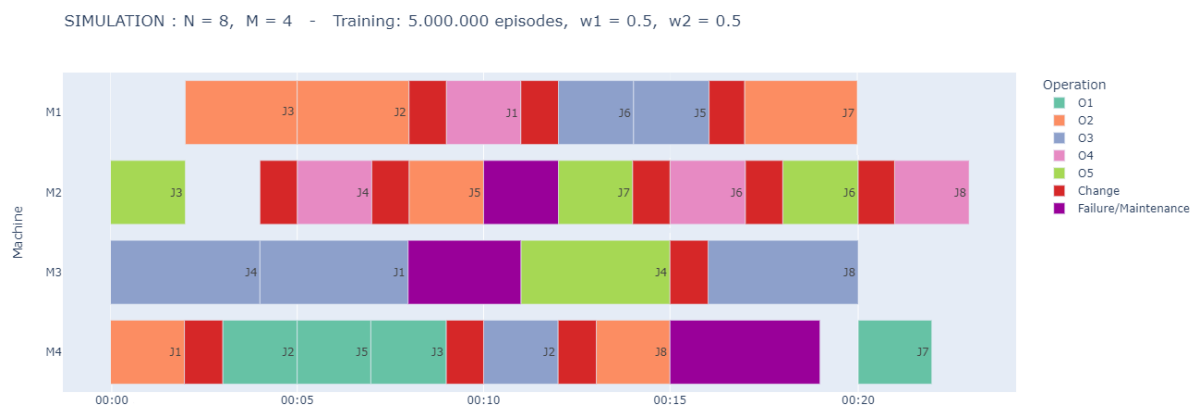 SIMULATION : N = 8, M = 4 - Training: 5.000.000 episodes, w1 = 0.5, w2 = 0.5
Operation
O1
O2
O3
O4
O5
Change
Failure/Maintenance
Machine
M1
J3
J2
J1
J6
J5
J7
M2
J3
J4
J5
J7
J6
J6
J8
M3
J4
J1
J4
J8
M4
J1
J2
J5
J3
J2
J8
J7
00:00
00:05
00:10
00:15
00:20